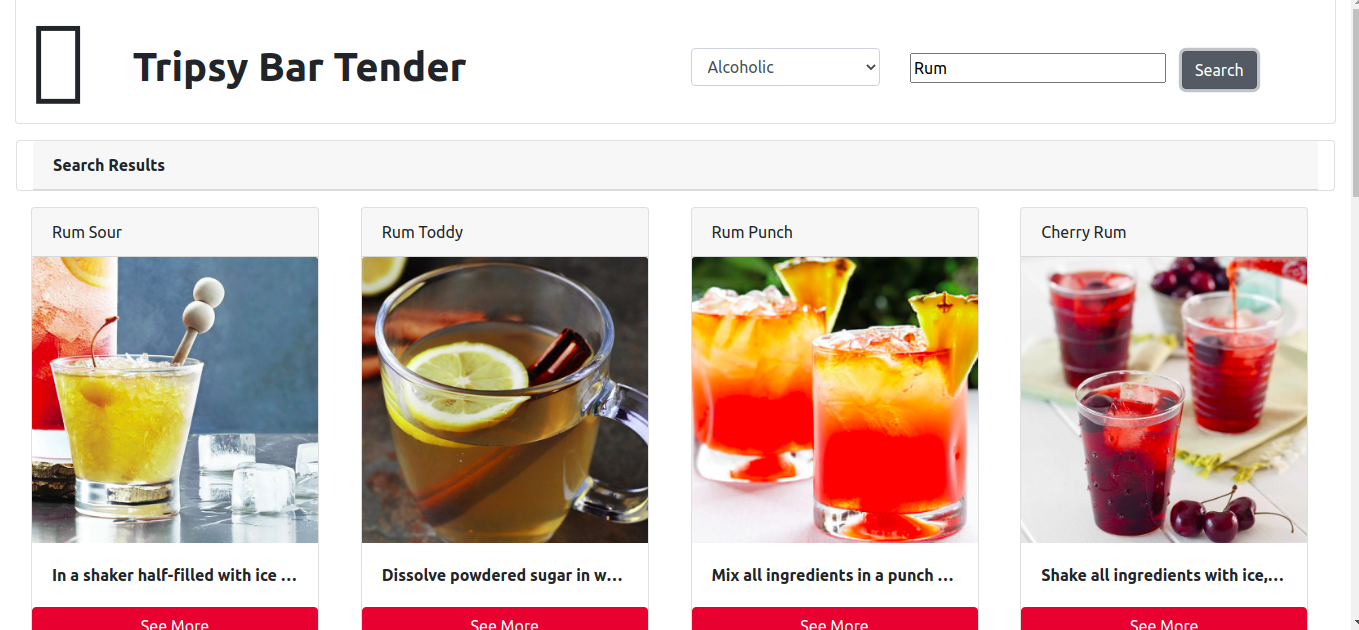 Tripsy Bar Tender
Alcoholic
Rum
Search
Search Results
Rum Sour
Rum Toddy
Rum Punch
Cherry Rum
In a shaker half-filled with ice ...
Dissolve powdered sugar in w...
Mix all ingredients in a punch ...
Shake all ingredients with ice,...
See More
See More
See More
See More